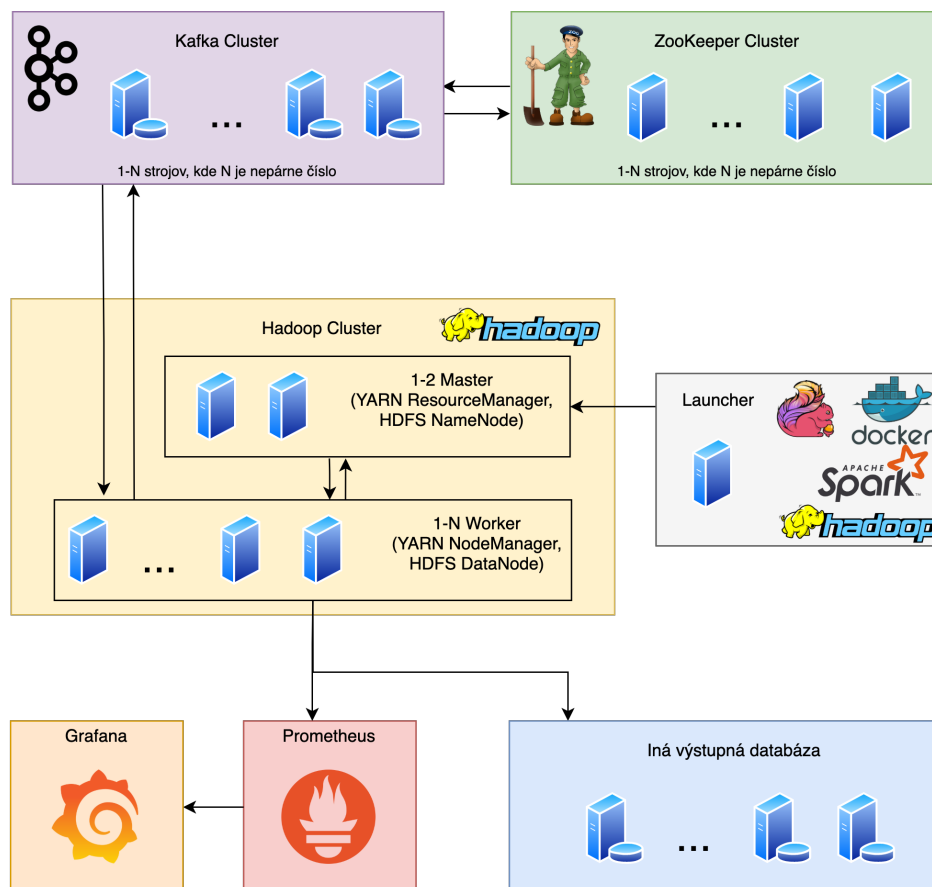 Kafka Cluster
...
1-N strojov, kde N je nepárne číslo
ZooKeeper Cluster
ZOO
...
1-N strojov, kde N je nepárne číslo
Hadoop Cluster
hadoop
1-2 Master
(YARN ResourceManager,
HDFS NameNode)
1-N Worker
(YARN NodeManager,
HDFS DataNode)
...
Launcher
docker
APACHE
Spark™
hadoop
Grafana
Prometheus
Iná výstupná databáza
...